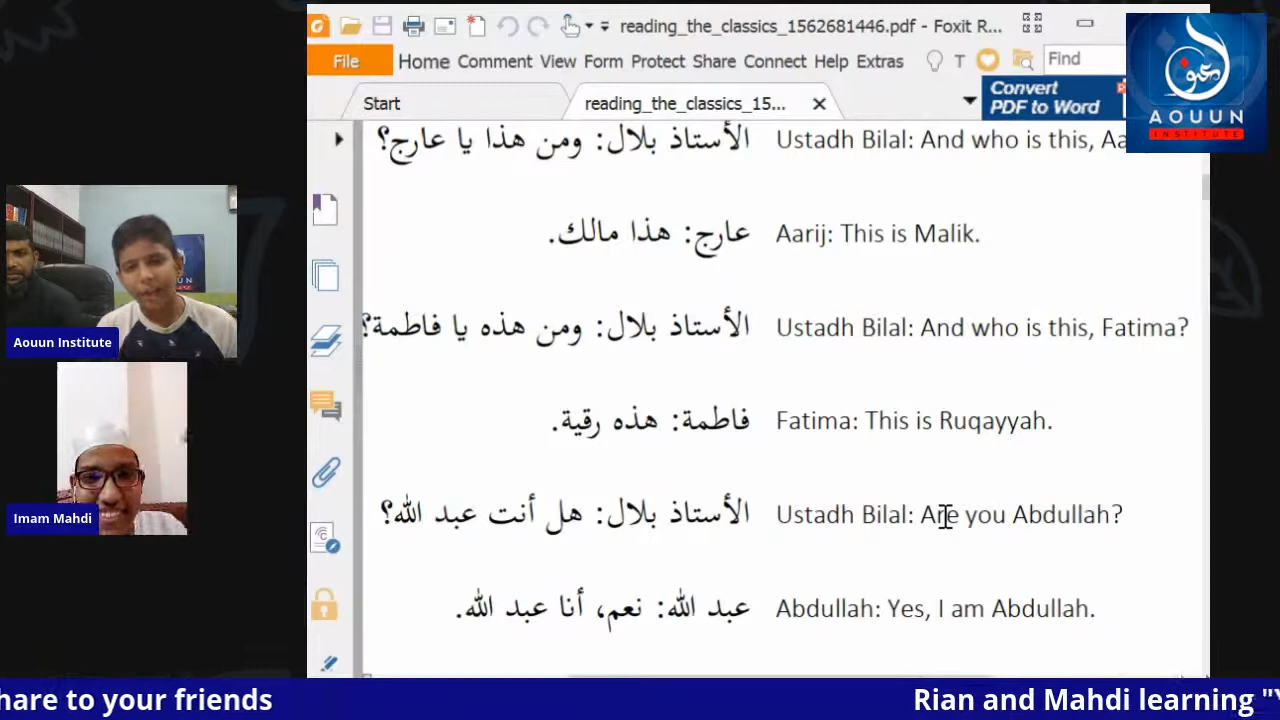 reading_the_classics_1562681446.pdf - Foxit R...
File Home Comment View Form Protect Share Connect Help Extras T Find
Start reading_the_classics_15...
Convert
PDF to Word
عون
AOUUN
INSTITUTE
الأستاذ بلال: ومن هذا يا عارج؟ Ustadh Bilal: And who is this,
عارج: هذا مالك. Aarij: This is Malik.
الأستاذ بلال: ومن هذه يا فاطمة؟ Ustadh Bilal: And who is this, Fatima?
فاطمة: هذه رقية. Fatima: This is Ruqayyah.
الأستاذ بلال: هل أنت عبد الله؟ Ustadh Bilal: Are you Abdullah?
عبد الله: نعم، أنا عبد الله. Abdullah: Yes, I am Abdullah.
Aouun Institute
Imam Mahdi
hare to your friends Rian and Mahdi learning "Y